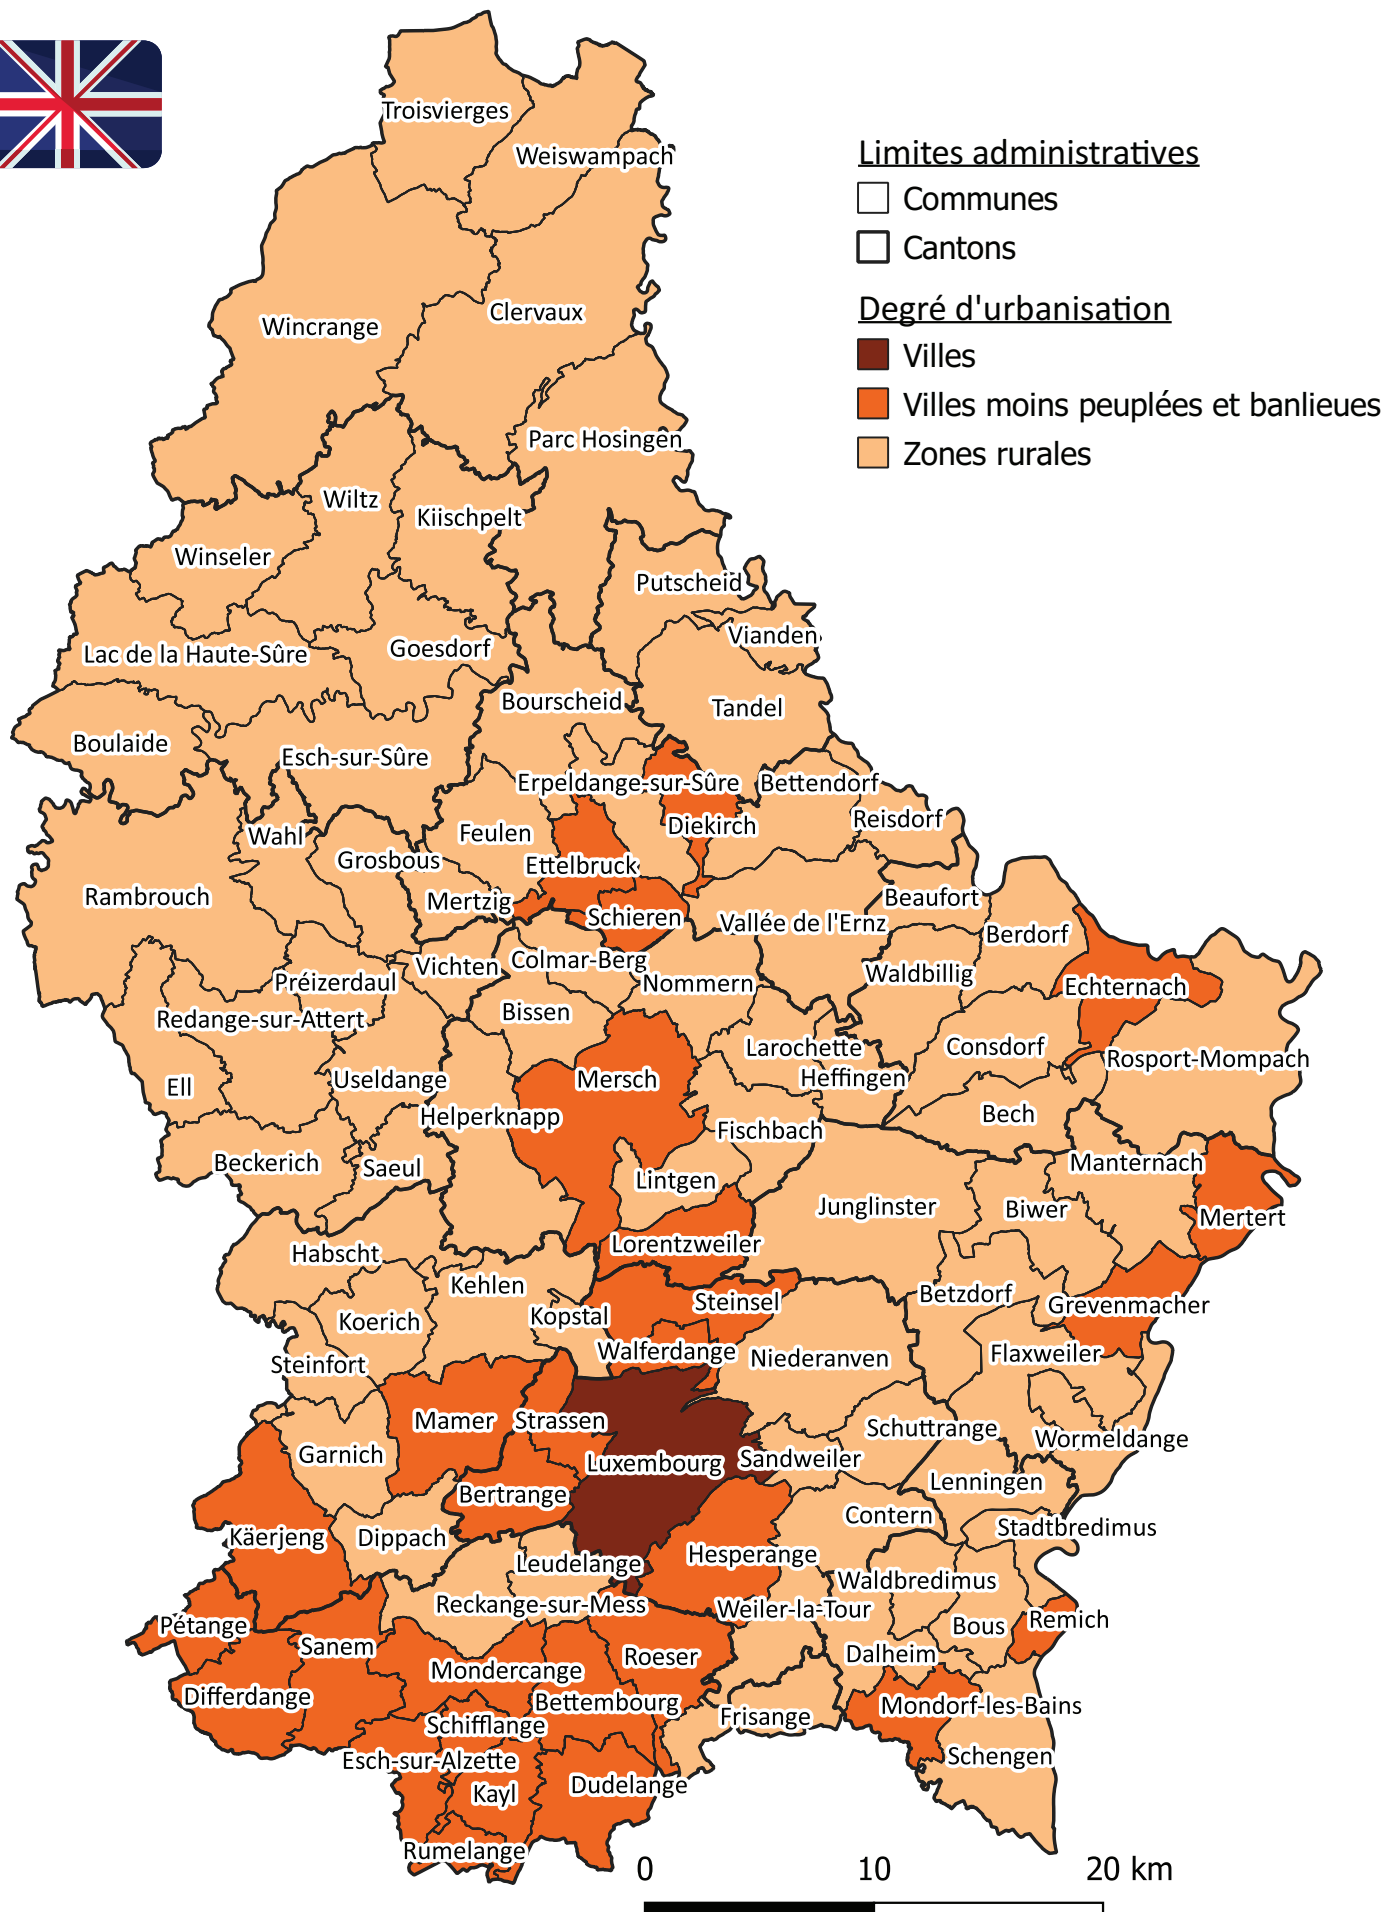 Troisvierges
Weiswampach
Limites administratives
Communes
Cantons
Degré d'urbanisation
Villes
Villes moins peuplées et banlieues
Zones rurales
Clervaux
Wincrange
Parc Hosingen
Wiltz
Kiischpelt
Winseler
Putscheid
Vianden
Goesdorf
Lac de la Haute-Sûre
Bourscheid
Tandel
Boulaide
Esch-sur-Sûre
Erpeldange-sur-Sûre
Bettendorf
Reisdorf
Diekirch
Feulen
Wahl
Grosbous
Ettelbruck
Rambrouch
Mertzig
Beaufort
Schieren
Vallée de l'Ernz
Berdorf
Colmar-Berg
Vichten
Waldbillig
Préizerdaul
Nommern
Echternach
Bissen
Redange-sur-Attert
Larochette
Consdorf
Rosport-Mompach
Ell
Useldange
Mersch
Heffingen
Helperknapp
Bech
Fischbach
Beckerich
Saeul
Manternach
Lintgen
Junglinster
Biwer
Mertert
Habscht
Lorentzweiler
Kehlen
Betzdorf
Steinsel
Grevenmacher
Koerich
Kopstal
Walferdange
Niederanven
Flaxweiler
Steinfort
Mamer
Strassen
Schuttrange
Wormeldange
Garnich
Luxembourg
Sandweiler
Lenningen
Bertrange
Contern
Stadtbredimus
Käerjeng
Dippach
Leudelange
Hesperange
Waldbredimus
Reckange-sur-Mess
Weiler-la-Tour
Remich
Pétange
Bous
Sanem
Roeser
Dalheim
Mondercange
Differdange
Bettembourg
Mondorf-les-Bains
Frisange
Schifflange
Schengen
Esch-sur-Alzette
Kayl
Dudelange
Rumelange
0 10 20 km